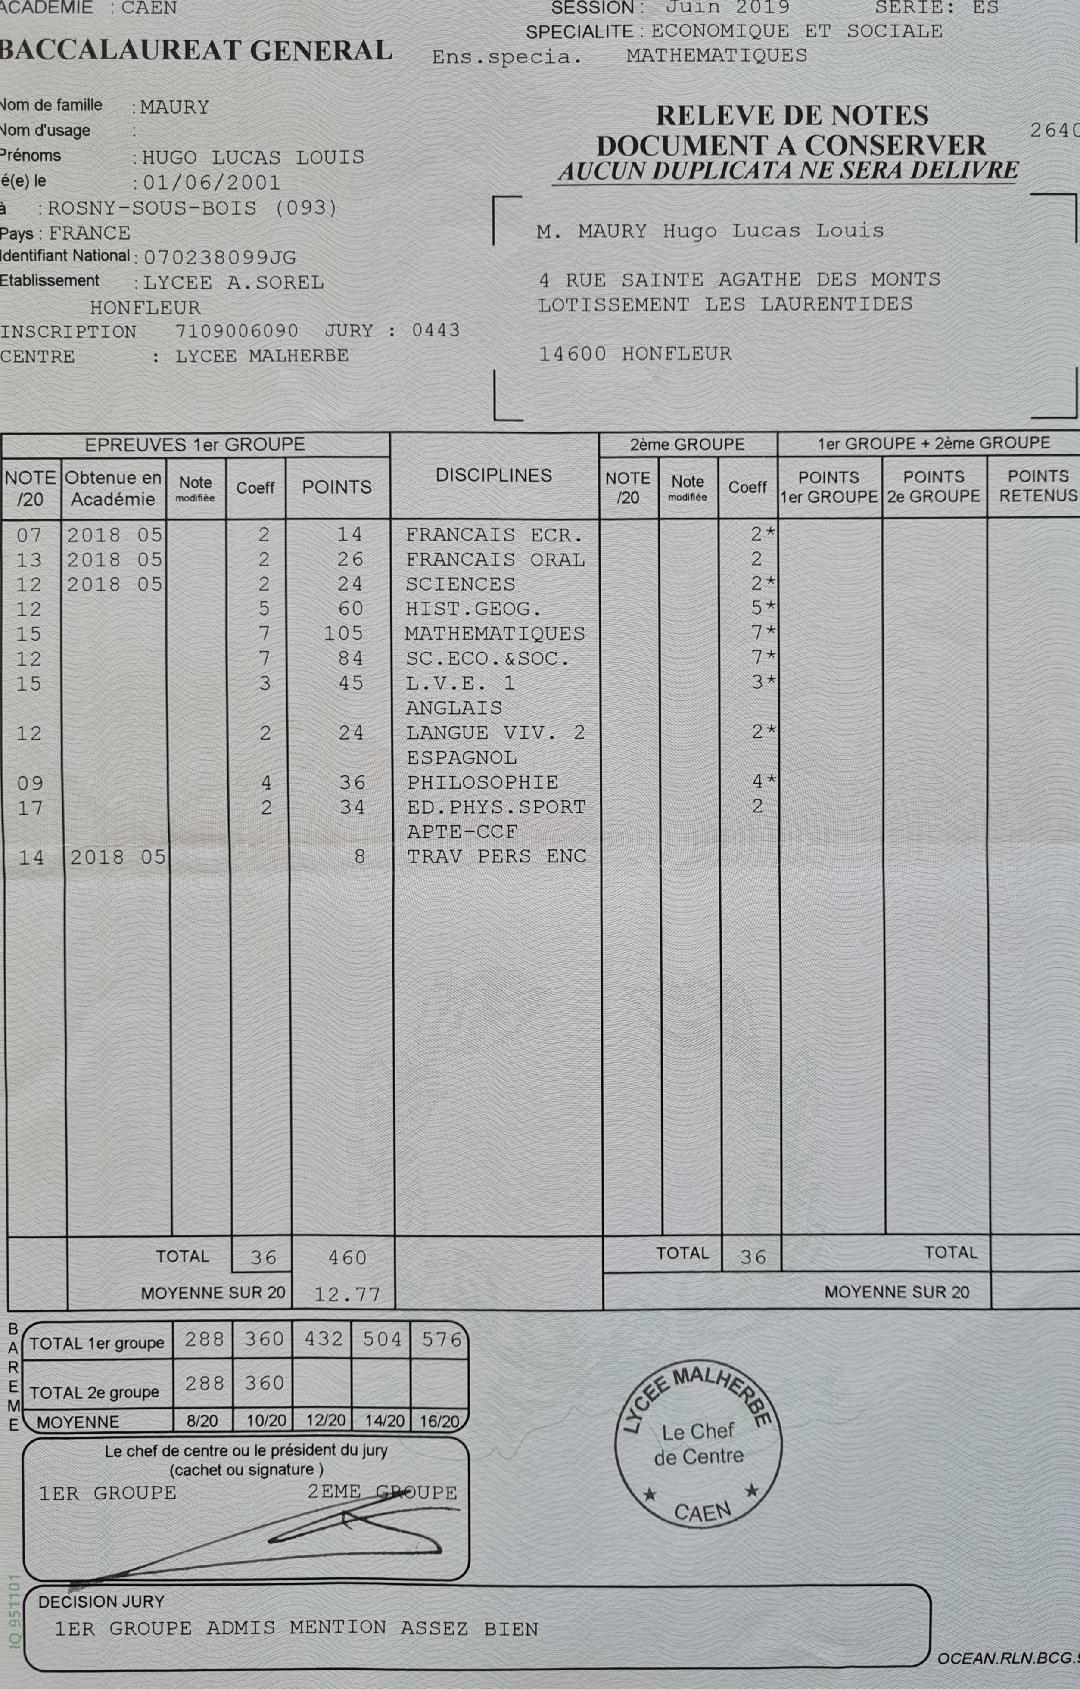 ACADEMIE : CAEN
SESSION : Juin 2019 SERIE: ES
SPECIALITE : ECONOMIQUE ET SOCIALE
BACCALAUREAT GENERAL
Ens.specia. MATHEMATIQUES
Nom de famille : MAURY
Nom d'usage :
Prénoms : HUGO LUCAS LOUIS
é(e) le : 01/06/2001
à : ROSNY-SOUS-BOIS (093)
Pays : FRANCE
Identifiant National : 070238099JG
Etablissement : LYCEE A.SOREL
HONFLEUR
INSCRIPTION 7109006090 JURY : 0443
CENTRE : LYCEE MALHERBE
RELEVE DE NOTES
DOCUMENT A CONSERVER
2640
AUCUN DUPLICATA NE SERA DELIVRE
M. MAURY Hugo Lucas Louis
4 RUE SAINTE AGATHE DES MONTS
LOTISSEMENT LES LAURENTIDES
14600 HONFLEUR
EPREUVES 1er GROUPE 2ème GROUPE 1er GROUPE + 2ème GROUPE
NOTE /20 Obtenue en Académie Note modifiée Coeff POINTS DISCIPLINES NOTE /20 Note modifiée Coeff POINTS 1er GROUPE POINTS 2e GROUPE POINTS RETENUS
07 2018 05 2 14 FRANCAIS ECR. 2*
13 2018 05 2 26 FRANCAIS ORAL 2
12 2018 05 2 24 SCIENCES 2*
12 5 60 HIST.GEOG. 5*
15 7 105 MATHEMATIQUES 7*
12 7 84 SC.ECO.&SOC. 7*
15 3 45 L.V.E. 1 3*
ANGLAIS
12 2 24 LANGUE VIV. 2 2*
ESPAGNOL
09 4 36 PHILOSOPHIE 4*
17 2 34 ED.PHYS.SPORT 2
APTE-CCF
14 2018 05 8 TRAV PERS ENC
TOTAL 36 460 TOTAL 36 TOTAL
MOYENNE SUR 20 12.77 MOYENNE SUR 20
BAREME
TOTAL 1er groupe 288 360 432 504 576
TOTAL 2e groupe 288 360
MOYENNE 8/20 10/20 12/20 14/20 16/20
Le chef de centre ou le président du jury
(cachet ou signature )
1ER GROUPE 2EME GROUPE
LYCEE MALHERBE
Le Chef
de Centre
★ CAEN ★
IQ 951101
DECISION JURY
1ER GROUPE ADMIS MENTION ASSEZ BIEN
OCEAN.RLN.BCG.